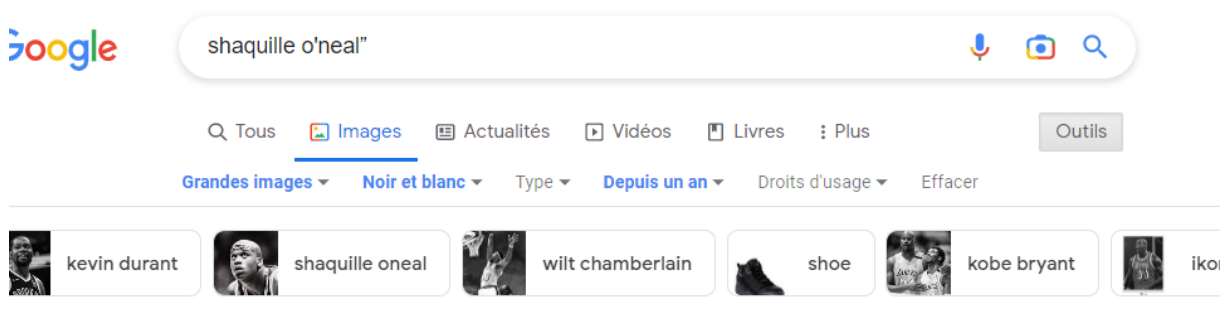 Google shaquille o'neal”
Tous Images Actualités Vidéos Livres Plus Outils
Grandes images Noir et blanc Type Depuis un an Droits d'usage Effacer
kevin durant shaquille oneal wilt chamberlain shoe kobe bryant